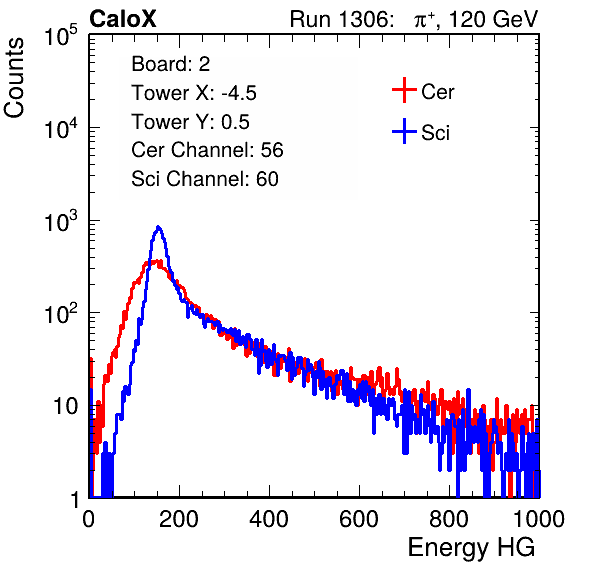 CaloX Run 1306: π⁺, 120 GeV
Board: 2
Tower X: -4.5
Tower Y: 0.5
Cer Channel: 56
Sci Channel: 60
Cer
Sci
Counts
10⁵
10⁴
10³
10²
10
1
0 200 400 600 800 1000
Energy HG